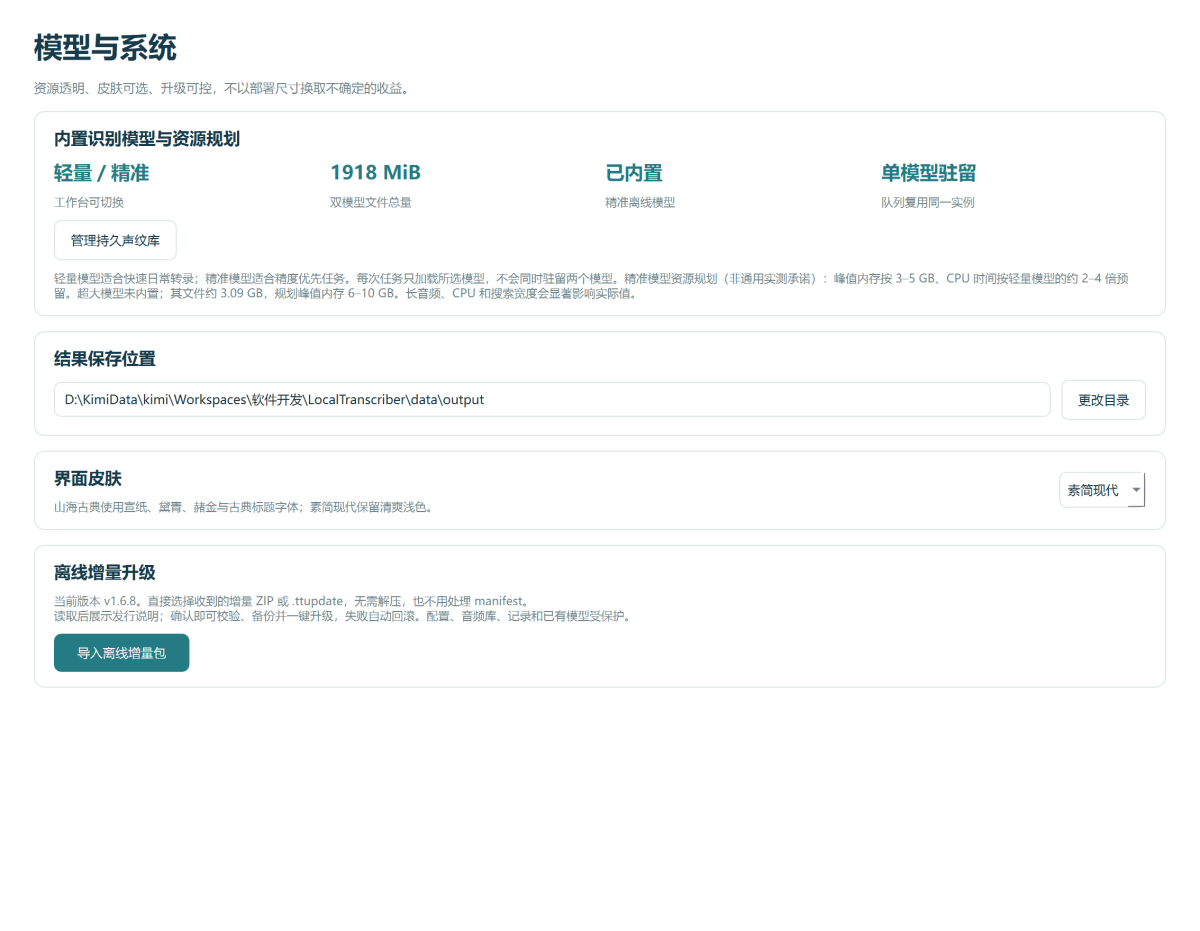 模型与系统
资源透明、皮肤可选、升级可控，不以部署尺寸换取不确定的收益。
内置识别模型与资源规划
轻量 / 精准
1918 MiB
已内置
单模型驻留
工作台可切换
双模型文件总量
精准离线模型
队列复用同一实例
管理持久声纹库
轻量模型适合快速日常转录；精准模型适合精度优先任务。每次任务只加载所选模型，不会同时驻留两个模型。精准模型资源规划（非通用实测承诺）：峰值内存按 3–5 GB、CPU 时间按轻量模型的约 2–4 倍预
留。超大模型未内置；其文件约 3.09 GB，规划峰值内存 6–10 GB。长音频、CPU 和搜索宽度会显著影响实际值。
结果保存位置
D:\KimiData\kimi\Workspaces\软件开发\LocalTranscriber\data\output
更改目录
界面皮肤
山海古典使用宣纸、黛青、赭金与古典标题字体；素简现代保留清爽浅色。
素简现代
离线增量升级
当前版本 v1.6.8。直接选择收到的增量 ZIP 或 .ttupdate，无需解压，也不用处理 manifest。
读取后展示发行说明；确认即可校验、备份并一键升级，失败自动回滚。配置、音频库、记录和已有模型受保护。
导入离线增量包